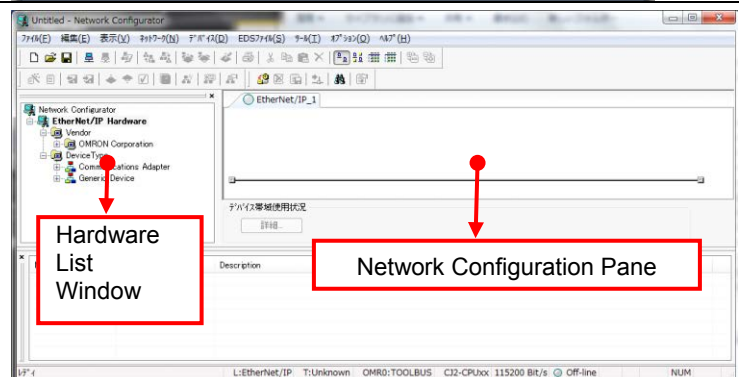 Untitled - Network Configurator
ファイル(F) 編集(E) 表示(V) ネットワーク(N) デバイス(D) EDSファイル(S) ツール(T) オプション(O) ヘルプ(H)
EtherNet/IP_1
Network Configurator
EtherNet/IP Hardware
Vendor
OMRON Corporation
DeviceType
Communications Adapter
Generic Device
デバイス帯域使用状況
詳細...
Hardware
List
Window
Network Configuration Pane
Description
レディ L:EtherNet/IP T:Unknown OMR0:TOOLBUS CJ2-CPUxx 115200 Bit/s Off-line NUM